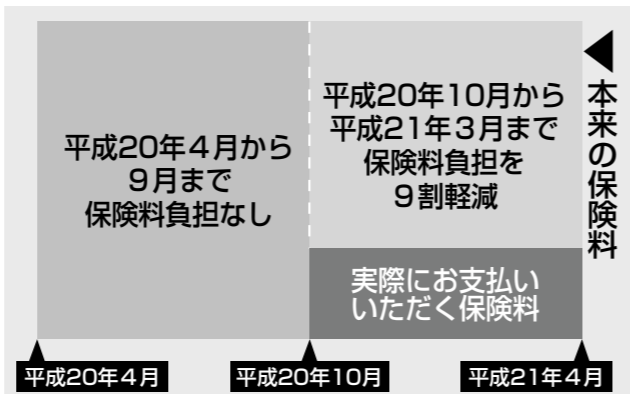 平成20年4月から
9月まで
保険料負担なし
平成20年10月から
平成21年3月まで
保険料負担を
9割軽減
実際にお支払い
いただく保険料
本来の保険料
平成20年4月
平成20年10月
平成21年4月